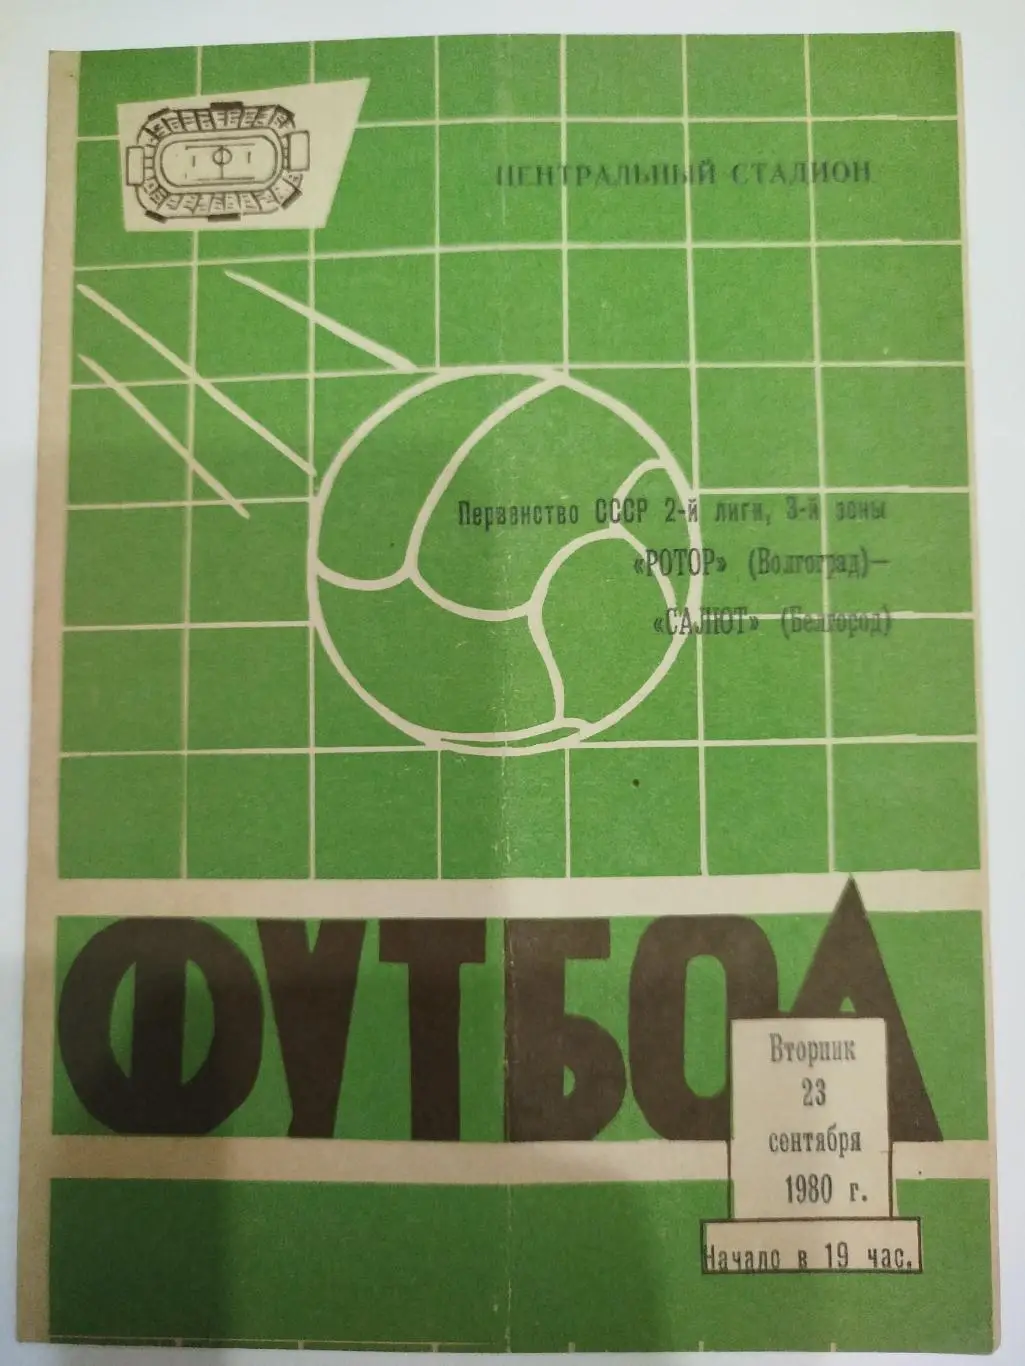 ЦЕНТРАЛЬНЫЙ СТАДИОН
Первенство СССР 2-й лиги, 3-й зоны
«РОТОР» (Волгоград)—
«САЛЮТ» (Белгород)
ФУТБОЛ
Вторник
23
сентября
1980 г.
Начало в 19 час.